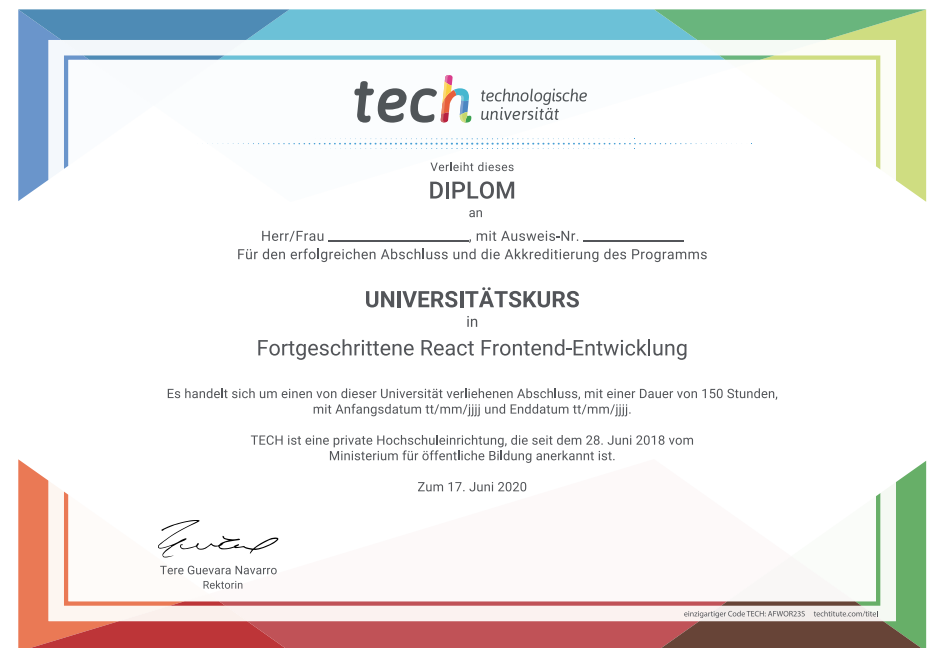 tech technologische
universität
Verleiht dieses
DIPLOM
an
Herr/Frau ____________, mit Ausweis-Nr. ____________
Für den erfolgreichen Abschluss und die Akkreditierung des Programms
UNIVERSITÄTSKURS
in
Fortgeschrittene React Frontend-Entwicklung
Es handelt sich um einen von dieser Universität verliehenen Abschluss, mit einer Dauer von 150 Stunden,
mit Anfangsdatum tt/mm/jjjj und Enddatum tt/mm/jjjj.
TECH ist eine private Hochschuleinrichtung, die seit dem 28. Juni 2018 vom
Ministerium für öffentliche Bildung anerkannt ist.
Zum 17. Juni 2020
Tere Guevara Navarro
Rektorin
einzigartiger Code TECH: AFWOR23S techtitute.com/titel